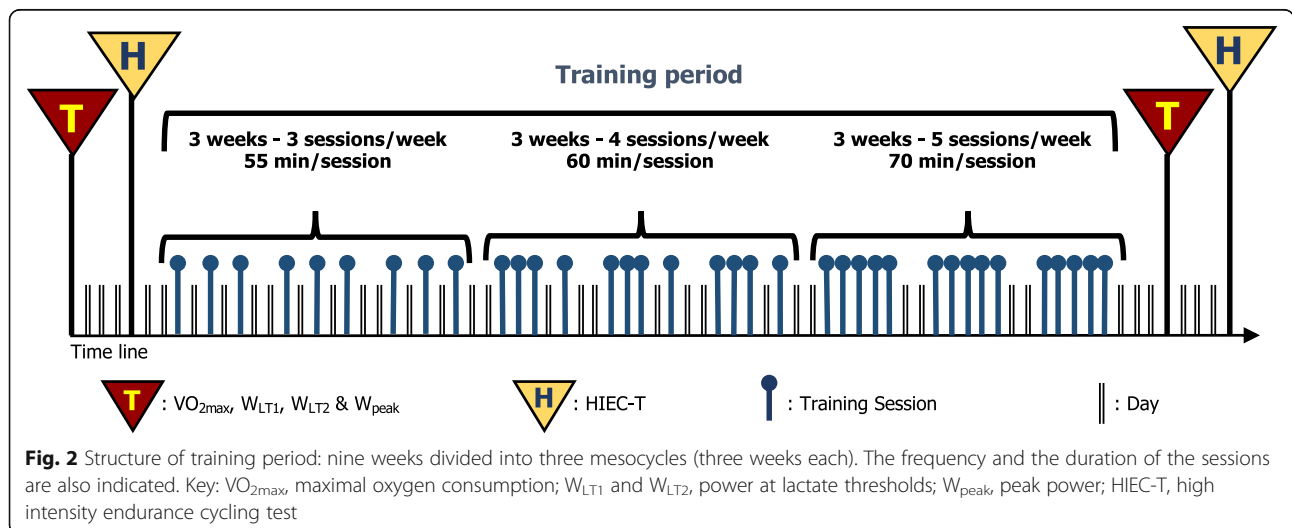 H
H
Training period
T
T
3 weeks - 3 sessions/week
55 min/session
3 weeks - 4 sessions/week
60 min/session
3 weeks - 5 sessions/week
70 min/session
Time line
T : VO2max, WLT1, WLT2 & Wpeak
H : HIEC-T
: Training Session
: Day
Fig. 2 Structure of training period: nine weeks divided into three mesocycles (three weeks each). The frequency and the duration of the sessions
are also indicated. Key: VO2max, maximal oxygen consumption; WLT1 and WLT2, power at lactate thresholds; Wpeak, peak power; HIEC-T, high
intensity endurance cycling test